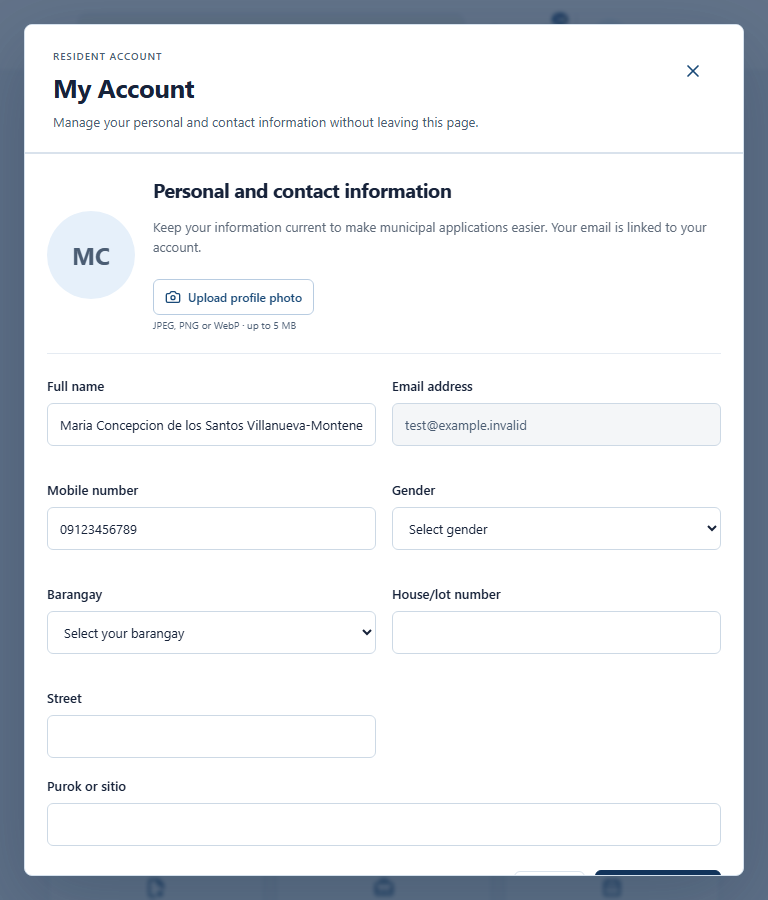 RESIDENT ACCOUNT
My Account
Manage your personal and contact information without leaving this page.
MC
Personal and contact information
Keep your information current to make municipal applications easier. Your email is linked to your
account.
Upload profile photo
JPEG, PNG or WebP · up to 5 MB
Full name
Email address
Maria Concepcion de los Santos Villanueva-Montene
test@example.invalid
Mobile number
Gender
09123456789
Select gender
Barangay
House/lot number
Select your barangay
Street
Purok or sitio